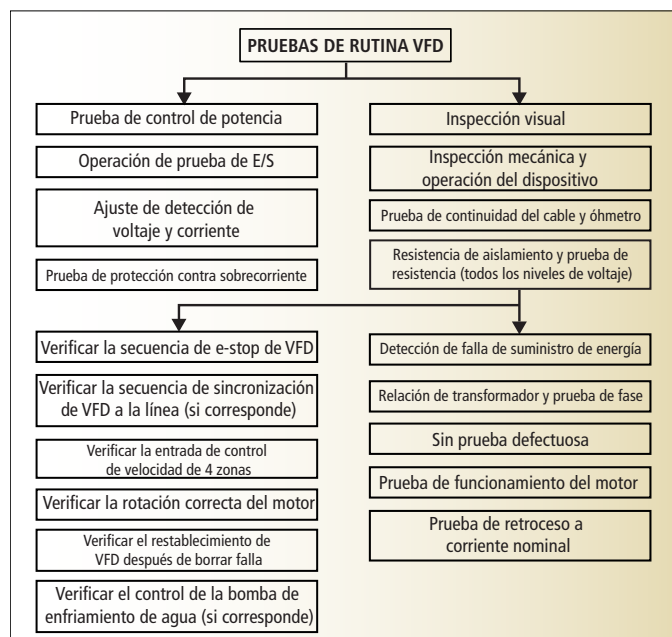 PRUEBAS DE RUTINA VFD
Prueba de control de potencia
Operación de prueba de E/S
Ajuste de detección de
voltaje y corriente
Prueba de protección contra sobrecorriente
Inspección visual
Inspección mecánica y
operación del dispositivo
Prueba de continuidad del cable y óhmetro
Resistencia de aislamiento y prueba de
resistencia (todos los niveles de voltaje)
Verificar la secuencia de e-stop de VFD
Verificar la secuencia de sincronización
de VFD a la línea (si corresponde)
Verificar la entrada de control
de velocidad de 4 zonas
Verificar la rotación correcta del motor
Verificar el restablecimiento de
VFD después de borrar falla
Verificar el control de la bomba de
enfriamiento de agua (si corresponde)
Detección de falla de suministro de energía
Relación de transformador y prueba de fase
Sin prueba defectuosa
Prueba de funcionamiento del motor
Prueba de retroceso a
corriente nominal